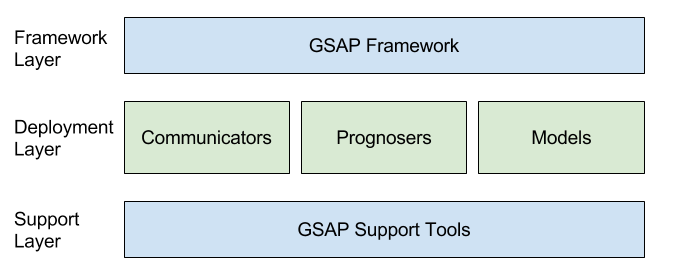 Framework
Layer
GSAP Framework
Deployment
Layer
Communicators
Prognosers
Models
Support
Layer
GSAP Support Tools